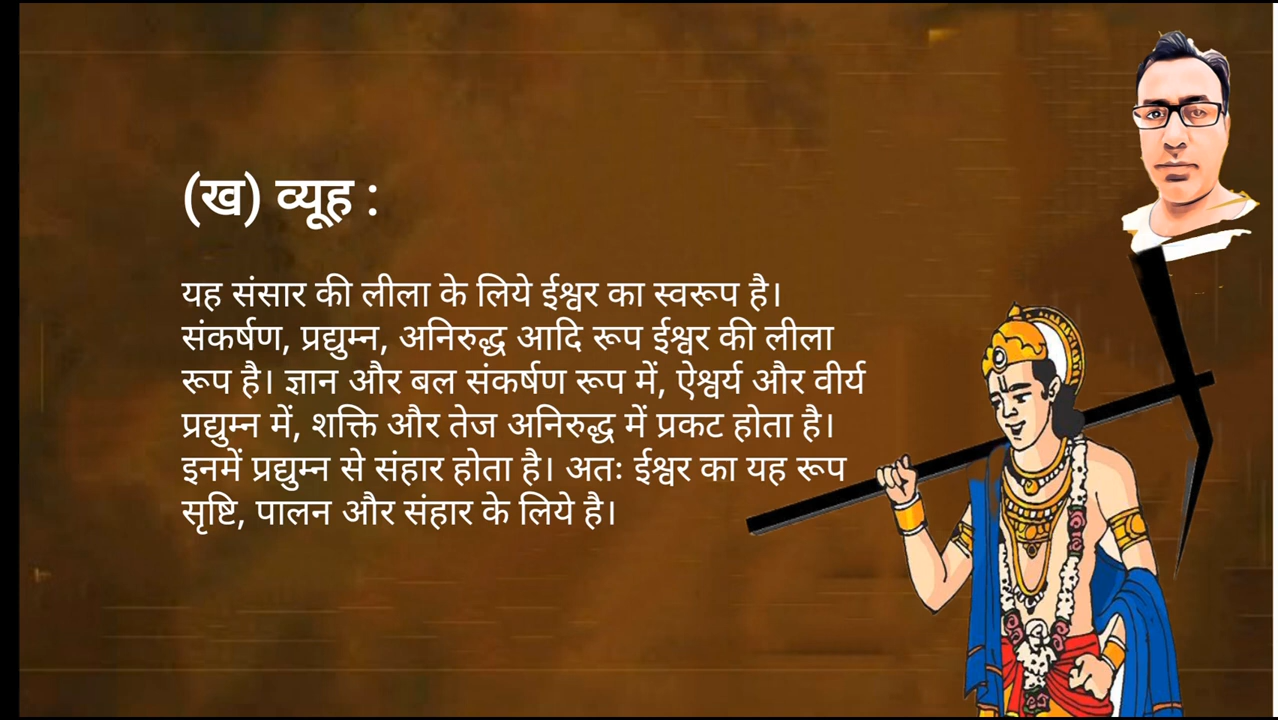 (ख) व्यूह :
यह संसार की लीला के लिये ईश्वर का स्वरूप है।
संकर्षण, प्रद्युम्न, अनिरुद्ध आदि रूप ईश्वर की लीला
रूप है। ज्ञान और बल संकर्षण रूप में, ऐश्वर्य और वीर्य
प्रद्युम्न में, शक्ति और तेज अनिरुद्ध में प्रकट होता है।
इनमें प्रद्युम्न से संहार होता है। अतः ईश्वर का यह रूप
सृष्टि, पालन और संहार के लिये है।